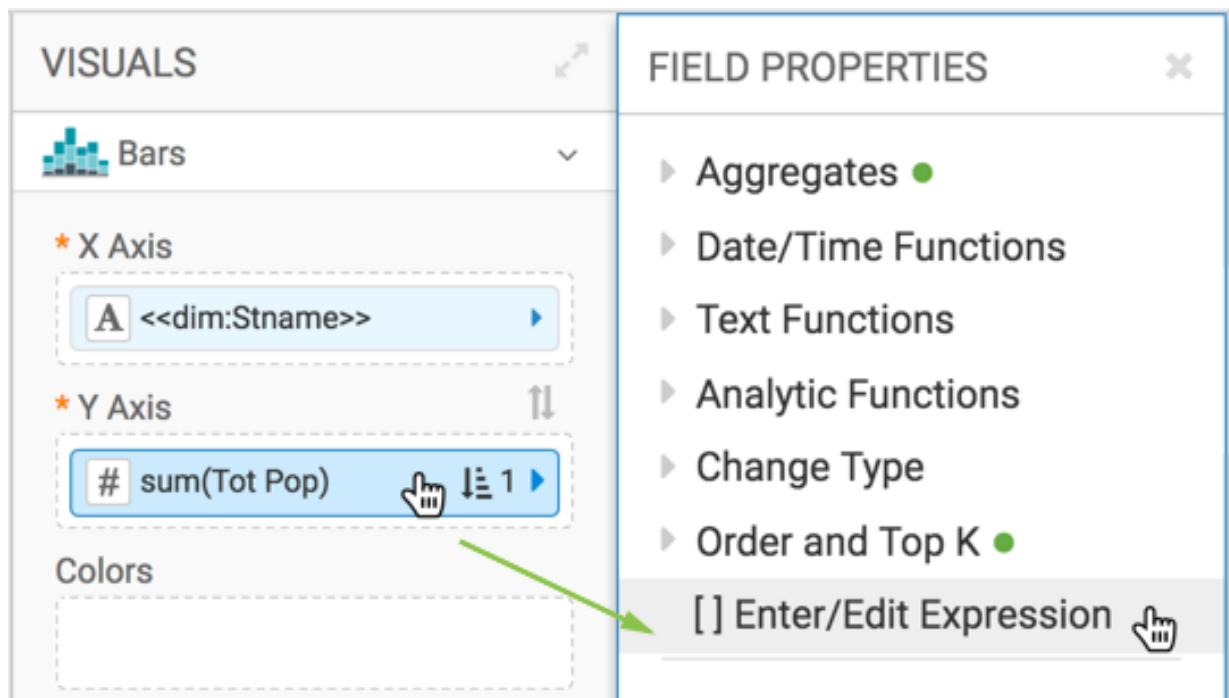 VISUALS
Bars
* X Axis
A <<dim:Stname>>
* Y Axis
# sum(Tot Pop) 1
Colors
FIELD PROPERTIES
Aggregates
Date/Time Functions
Text Functions
Analytic Functions
Change Type
Order and Top K
[ ] Enter/Edit Expression